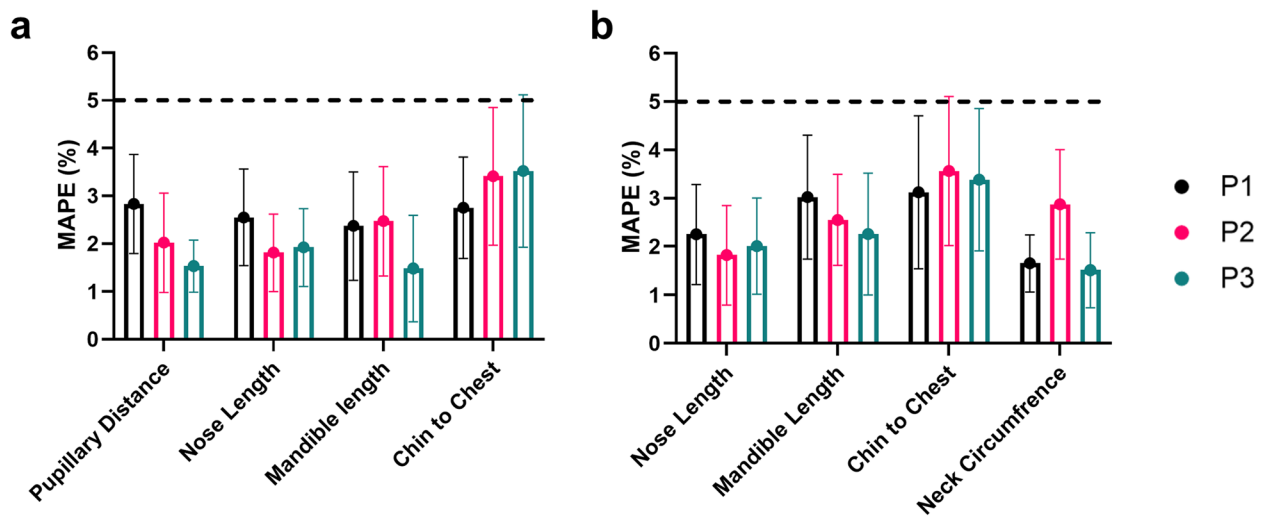 a
6
5
4
3
2
1
0
MAPE (%)
Pupillary Distance
Nose Length
Mandible length
Chin to Chest
b
6
5
4
3
2
1
0
MAPE (%)
Nose Length
Mandible Length
Chin to Chest
Neck Circumfrence
P1
P2
P3